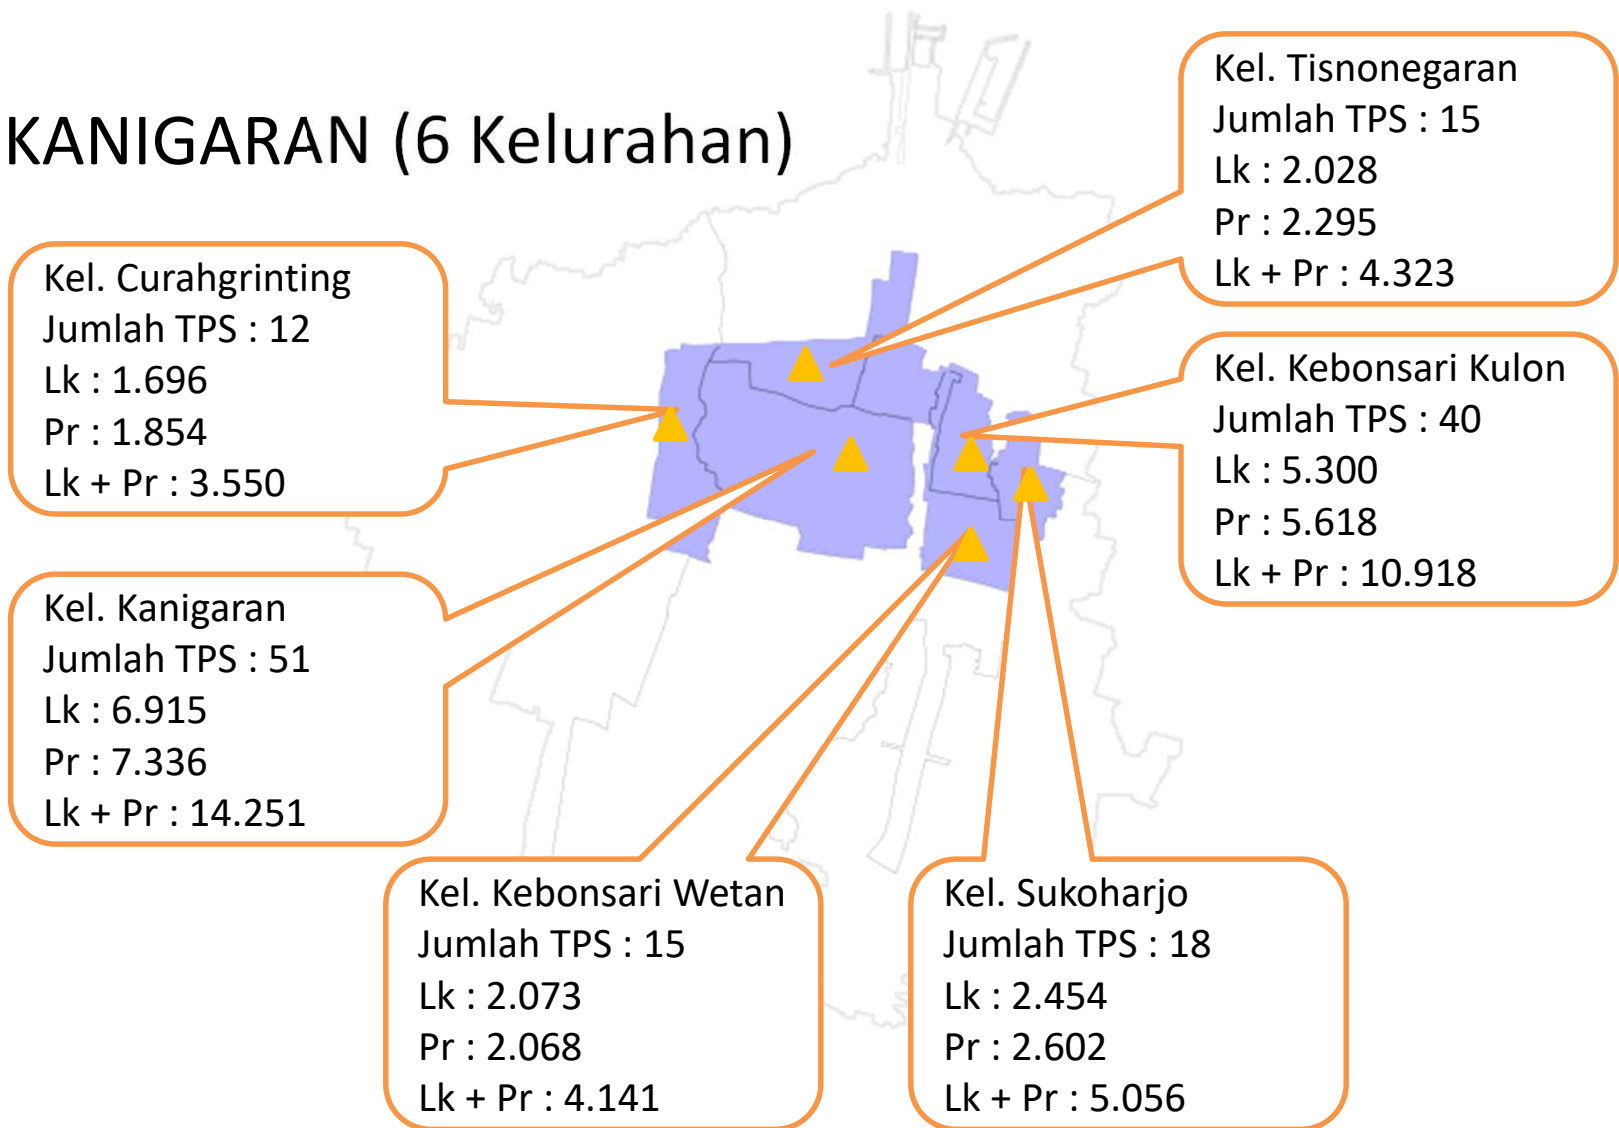 KANIGARAN (6 Kelurahan)
Kel. Tisnonegaran
Jumlah TPS : 15
Lk : 2.028
Pr : 2.295
Lk + Pr : 4.323
Kel. Curahgrinting
Jumlah TPS : 12
Lk : 1.696
Pr : 1.854
Lk + Pr : 3.550
Kel. Kebonsari Kulon
Jumlah TPS : 40
Lk : 5.300
Pr : 5.618
Lk + Pr : 10.918
Kel. Kanigaran
Jumlah TPS : 51
Lk : 6.915
Pr : 7.336
Lk + Pr : 14.251
Kel. Kebonsari Wetan
Jumlah TPS : 15
Lk : 2.073
Pr : 2.068
Lk + Pr : 4.141
Kel. Sukoharjo
Jumlah TPS : 18
Lk : 2.454
Pr : 2.602
Lk + Pr : 5.056